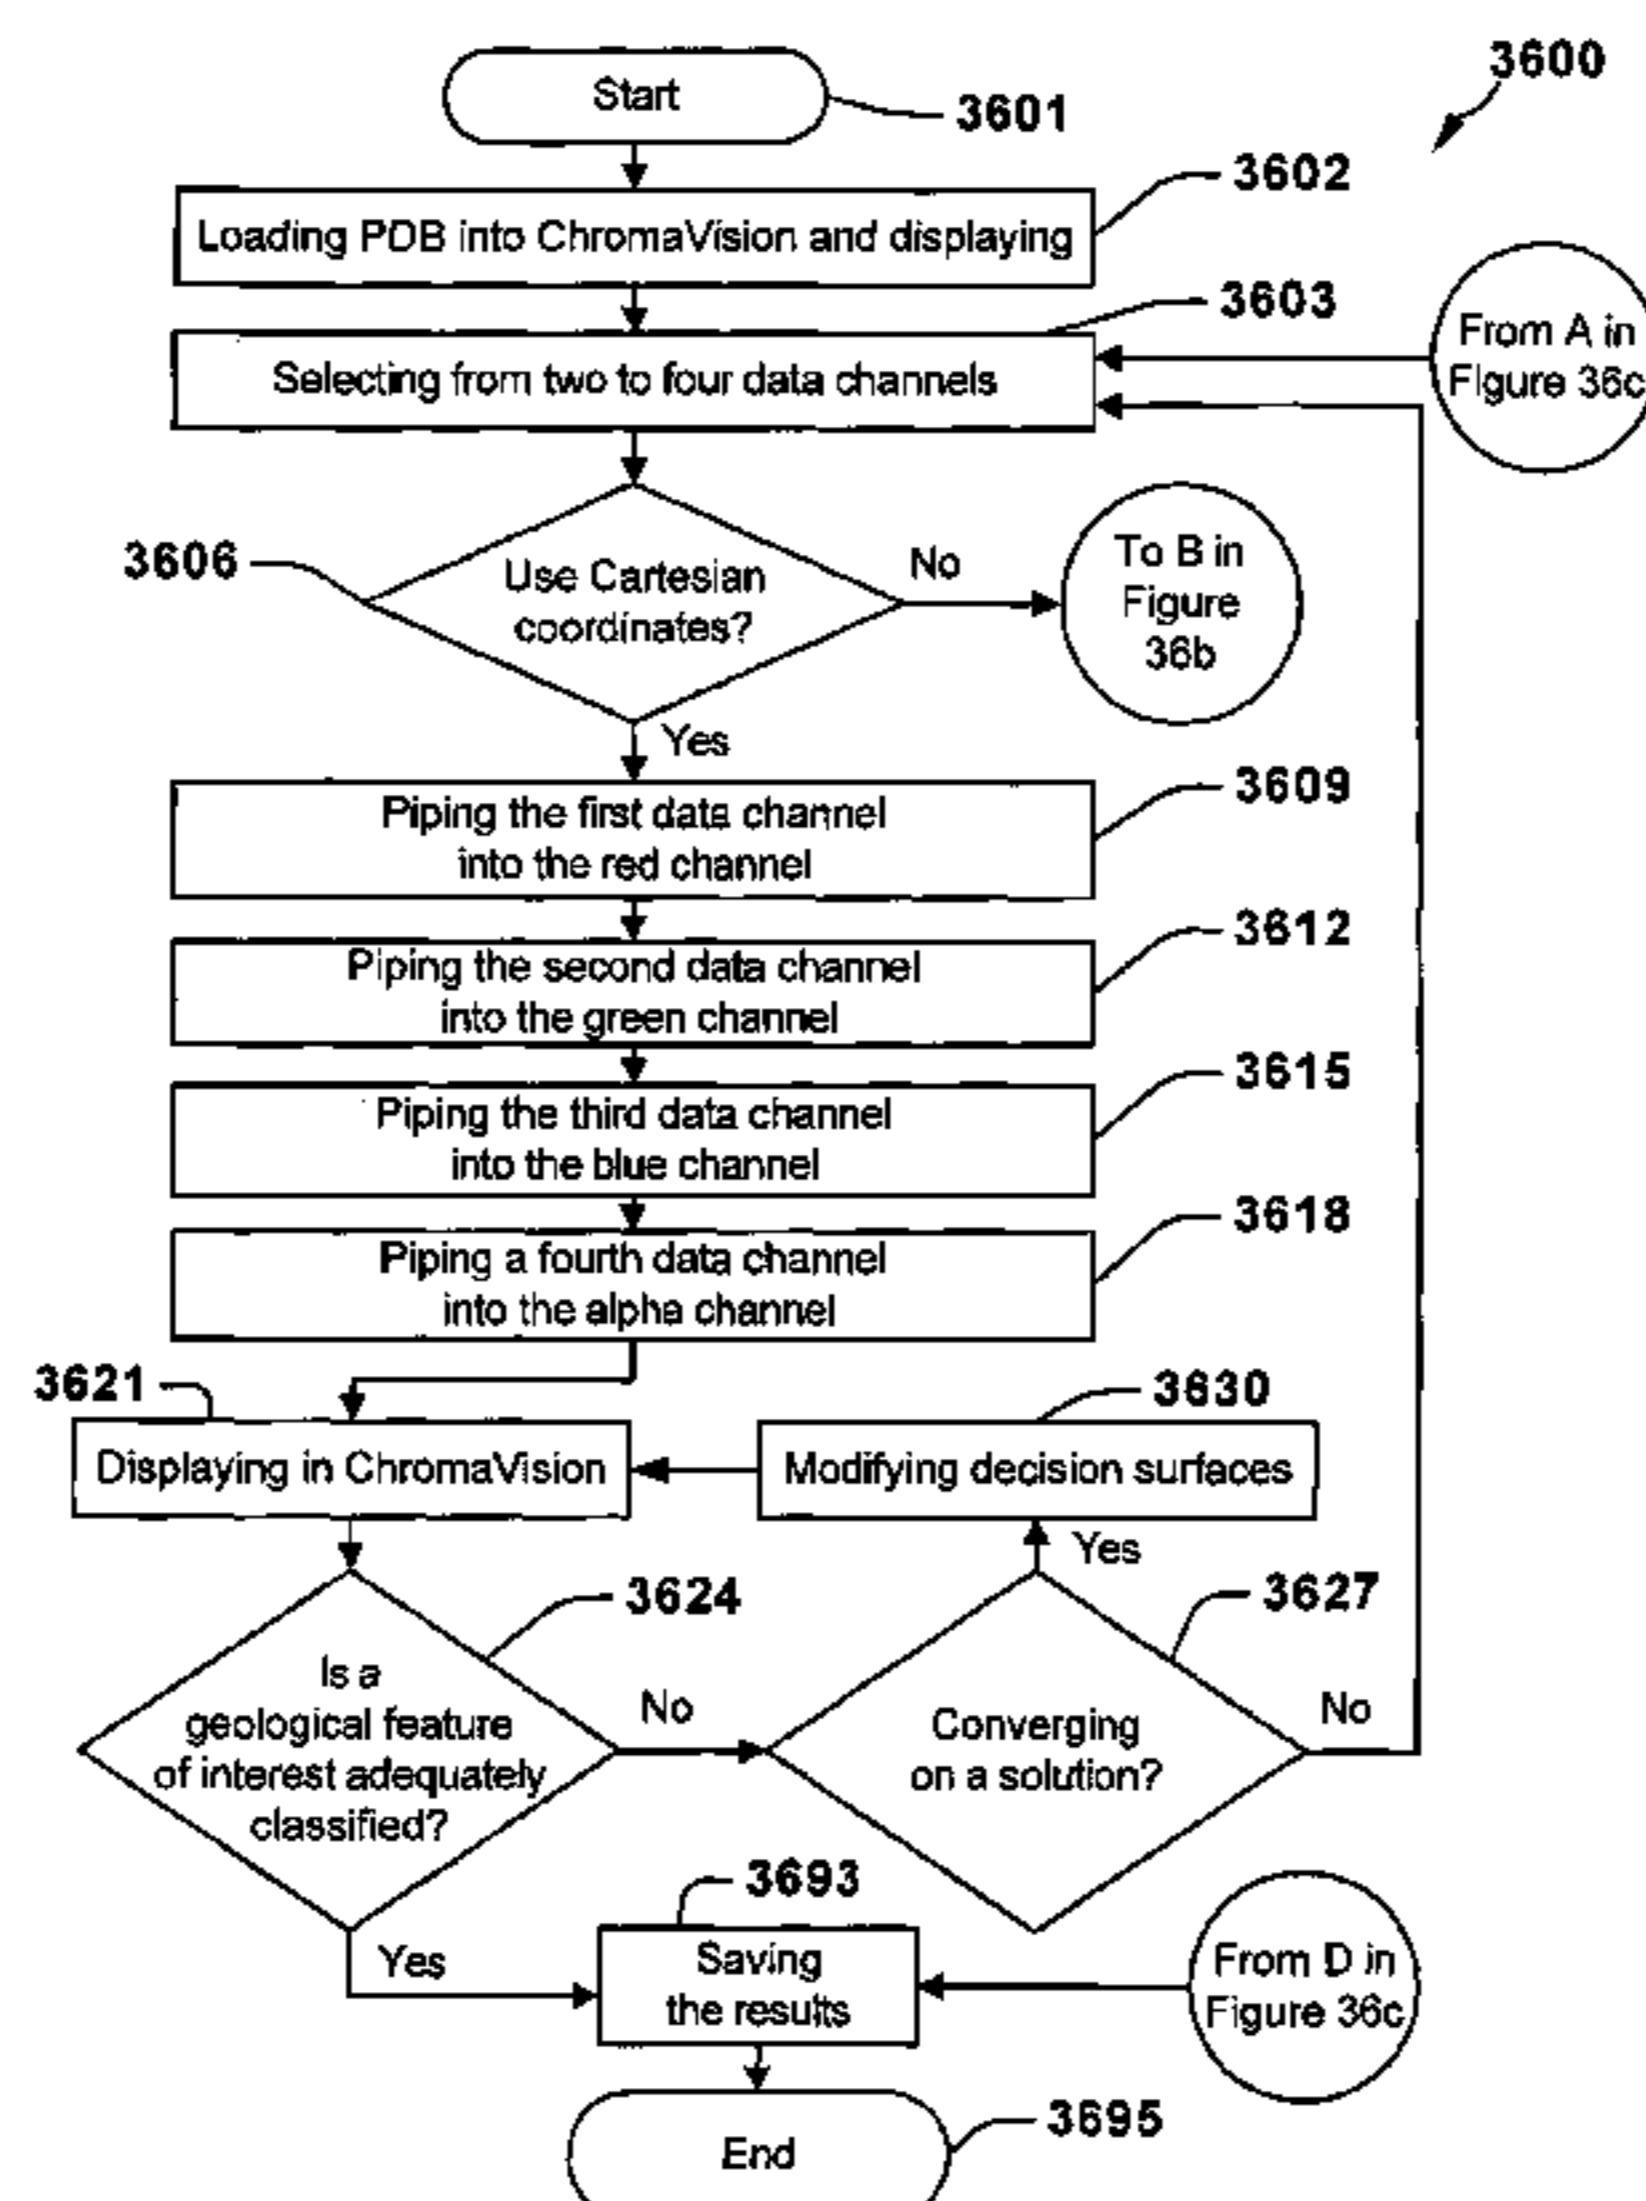 3600
Start
3601
3602
Loading PDB into ChromaVision and displaying
3603
Selecting from two to four data channels
From A in
Figure 36c
3606
Use Cartesian
coordinates?
No
To B in
Figure
36b
Yes
3609
Piping the first data channel
into the red channel
3612
Piping the second data channel
into the green channel
3615
Piping the third data channel
into the blue channel
3618
Piping a fourth data channel
into the alpha channel
3621
Displaying in ChromaVision
3630
Modifying decision surfaces
Yes
3624
3627
Is a
geological feature
of interest adequately
classified?
No
Converging
on a solution?
No
Yes
3693
Saving
the results
From D in
Figure 36c
3695
End